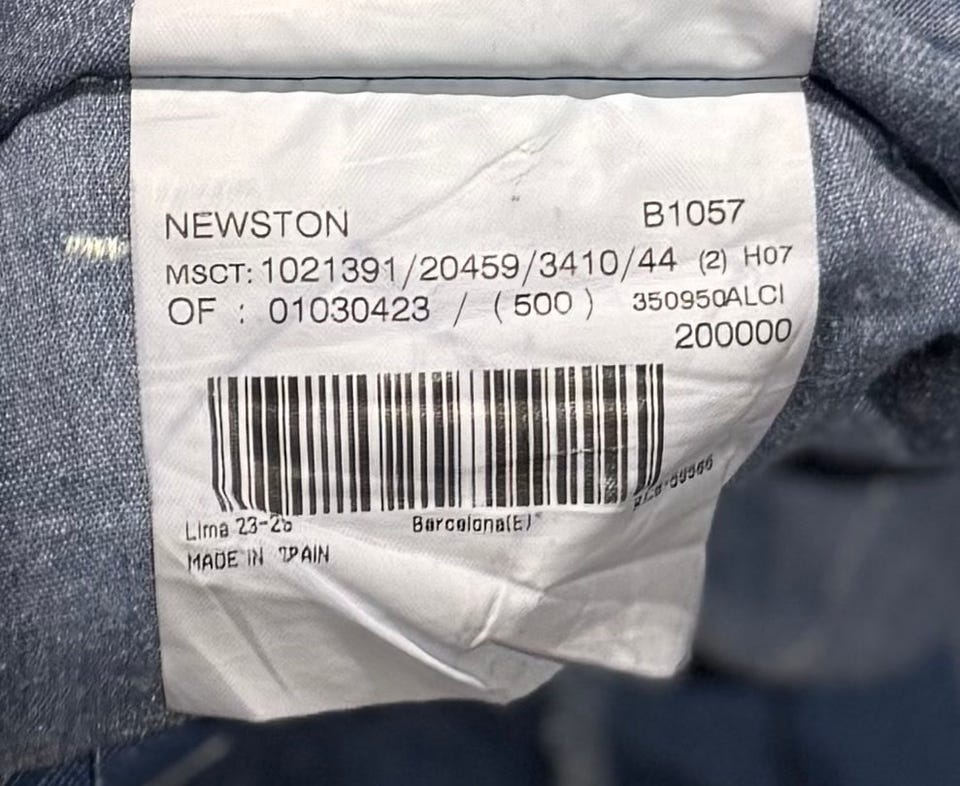 NEWSTON B1057
MSCT: 1021391/20459/3410/44 (2) H07
OF : 01030423 / (500) 350950ALCI
200000
Lima 23-28 Barcelona(E)
MADE IN SPAIN